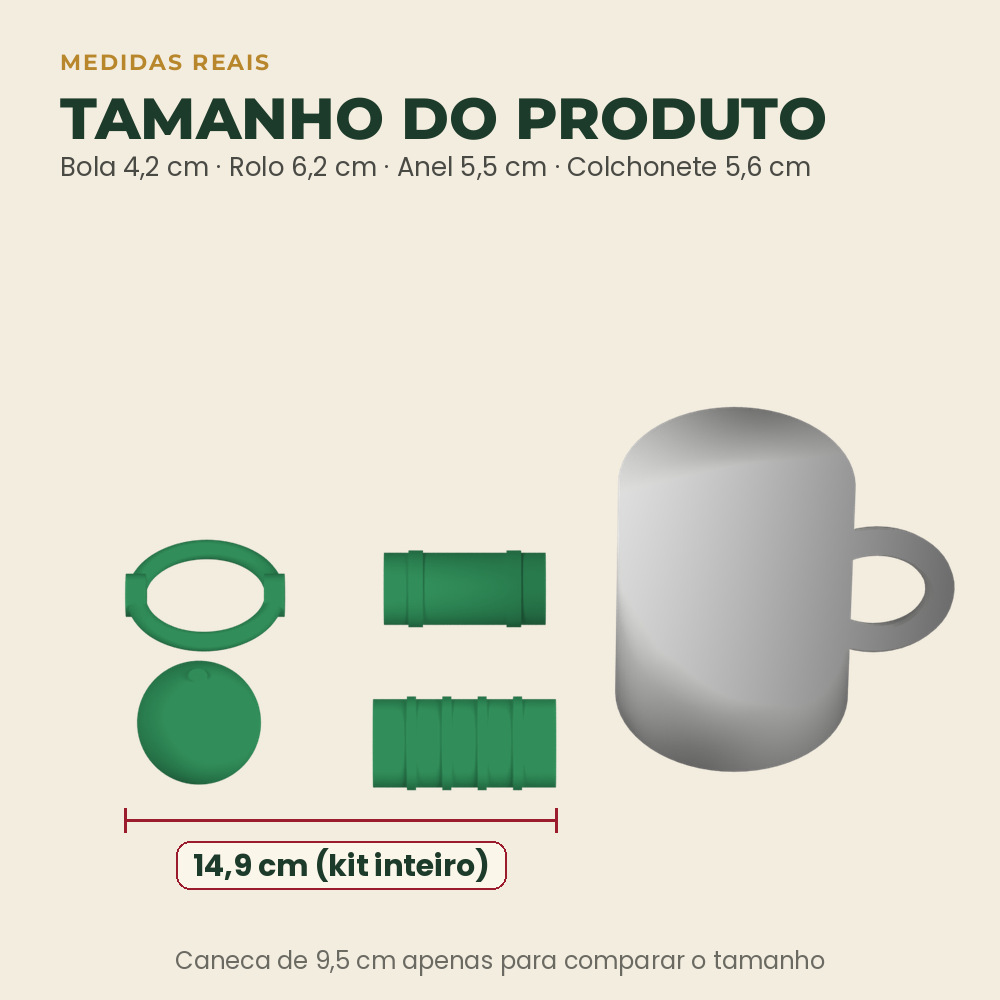 MEDIDAS REAIS
TAMANHO DO PRODUTO
Bola 4,2 cm · Rolo 6,2 cm · Anel 5,5 cm · Colchonete 5,6 cm
14,9 cm (kit inteiro)
Caneca de 9,5 cm apenas para comparar o tamanho